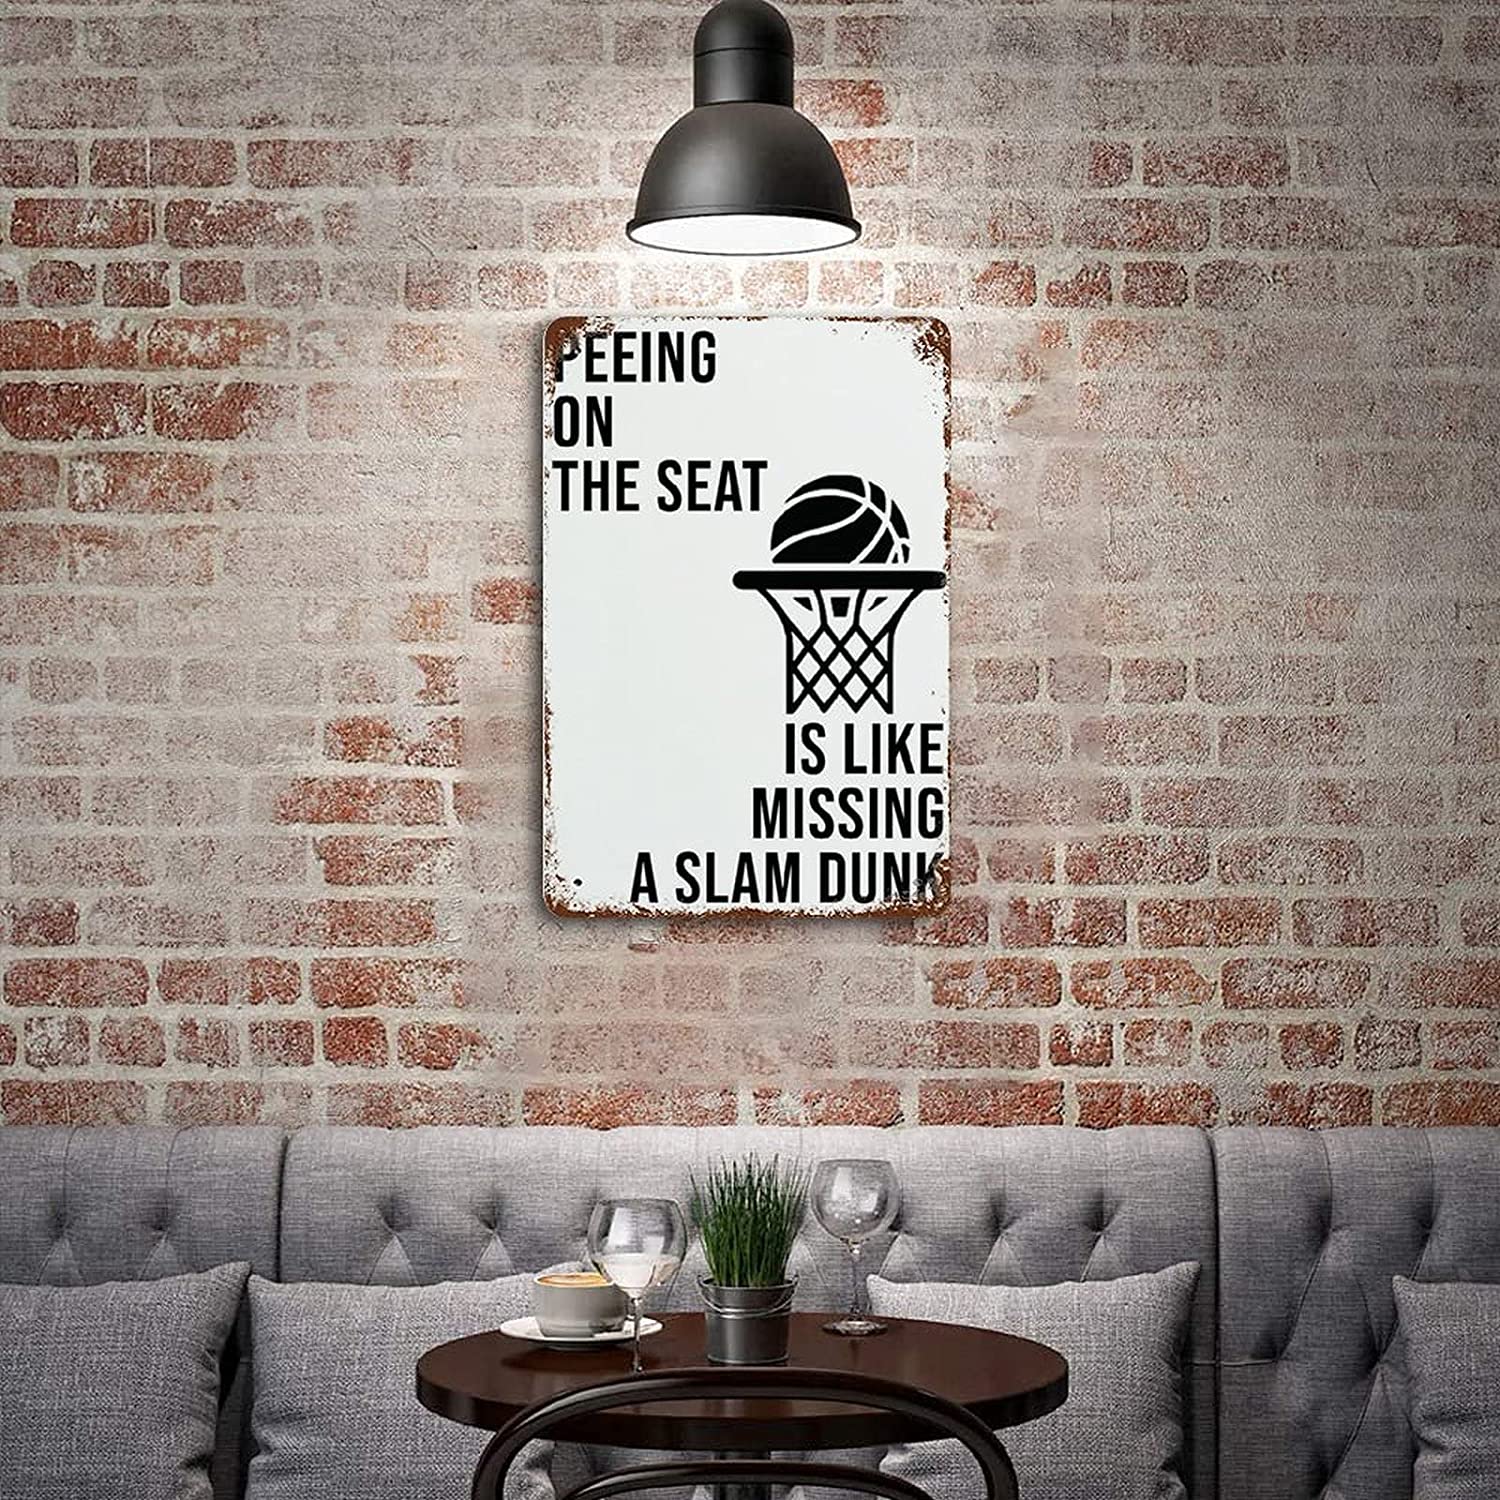 PEEING
ON
THE SEAT
IS LIKE
MISSING
A SLAM DUNK